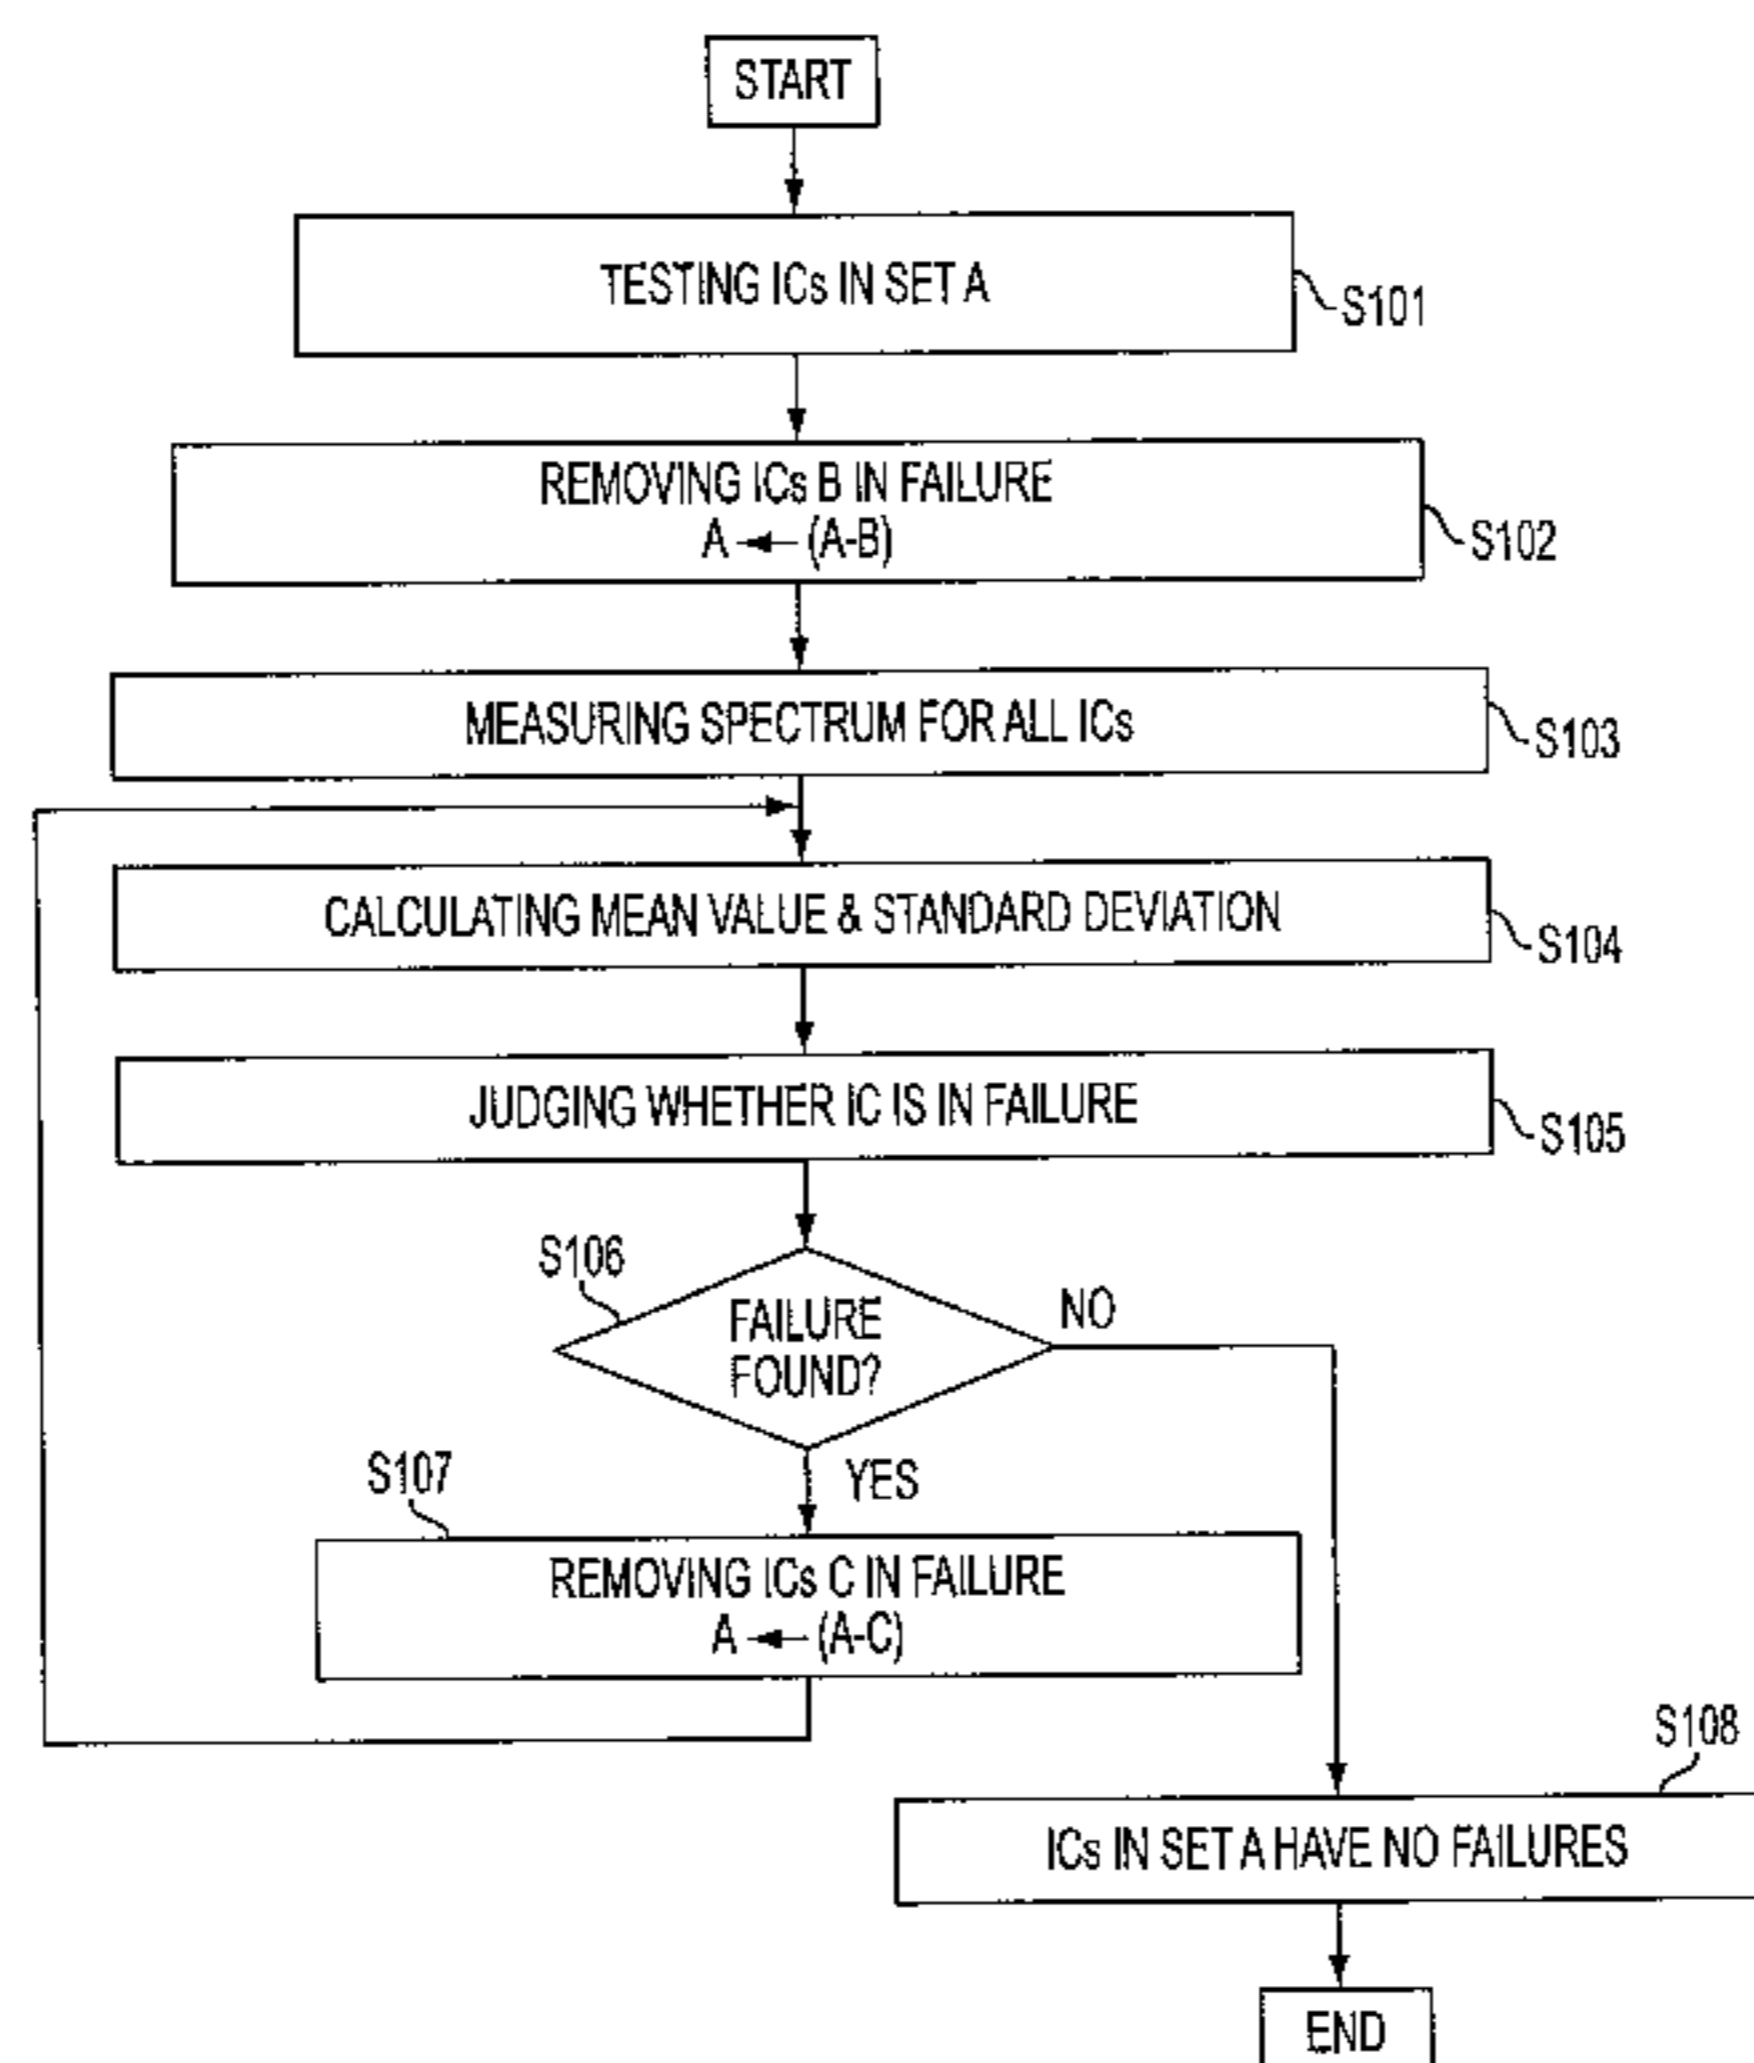 START
TESTING ICs IN SET A
S101
REMOVING ICs B IN FAILURE
A ← (A-B)
S102
MEASURING SPECTRUM FOR ALL ICs
S103
CALCULATING MEAN VALUE & STANDARD DEVIATION
S104
JUDGING WHETHER IC IS IN FAILURE
S105
S106
FAILURE
FOUND?
NO
YES
S107
REMOVING ICs C IN FAILURE
A ← (A-C)
S108
ICs IN SET A HAVE NO FAILURES
END